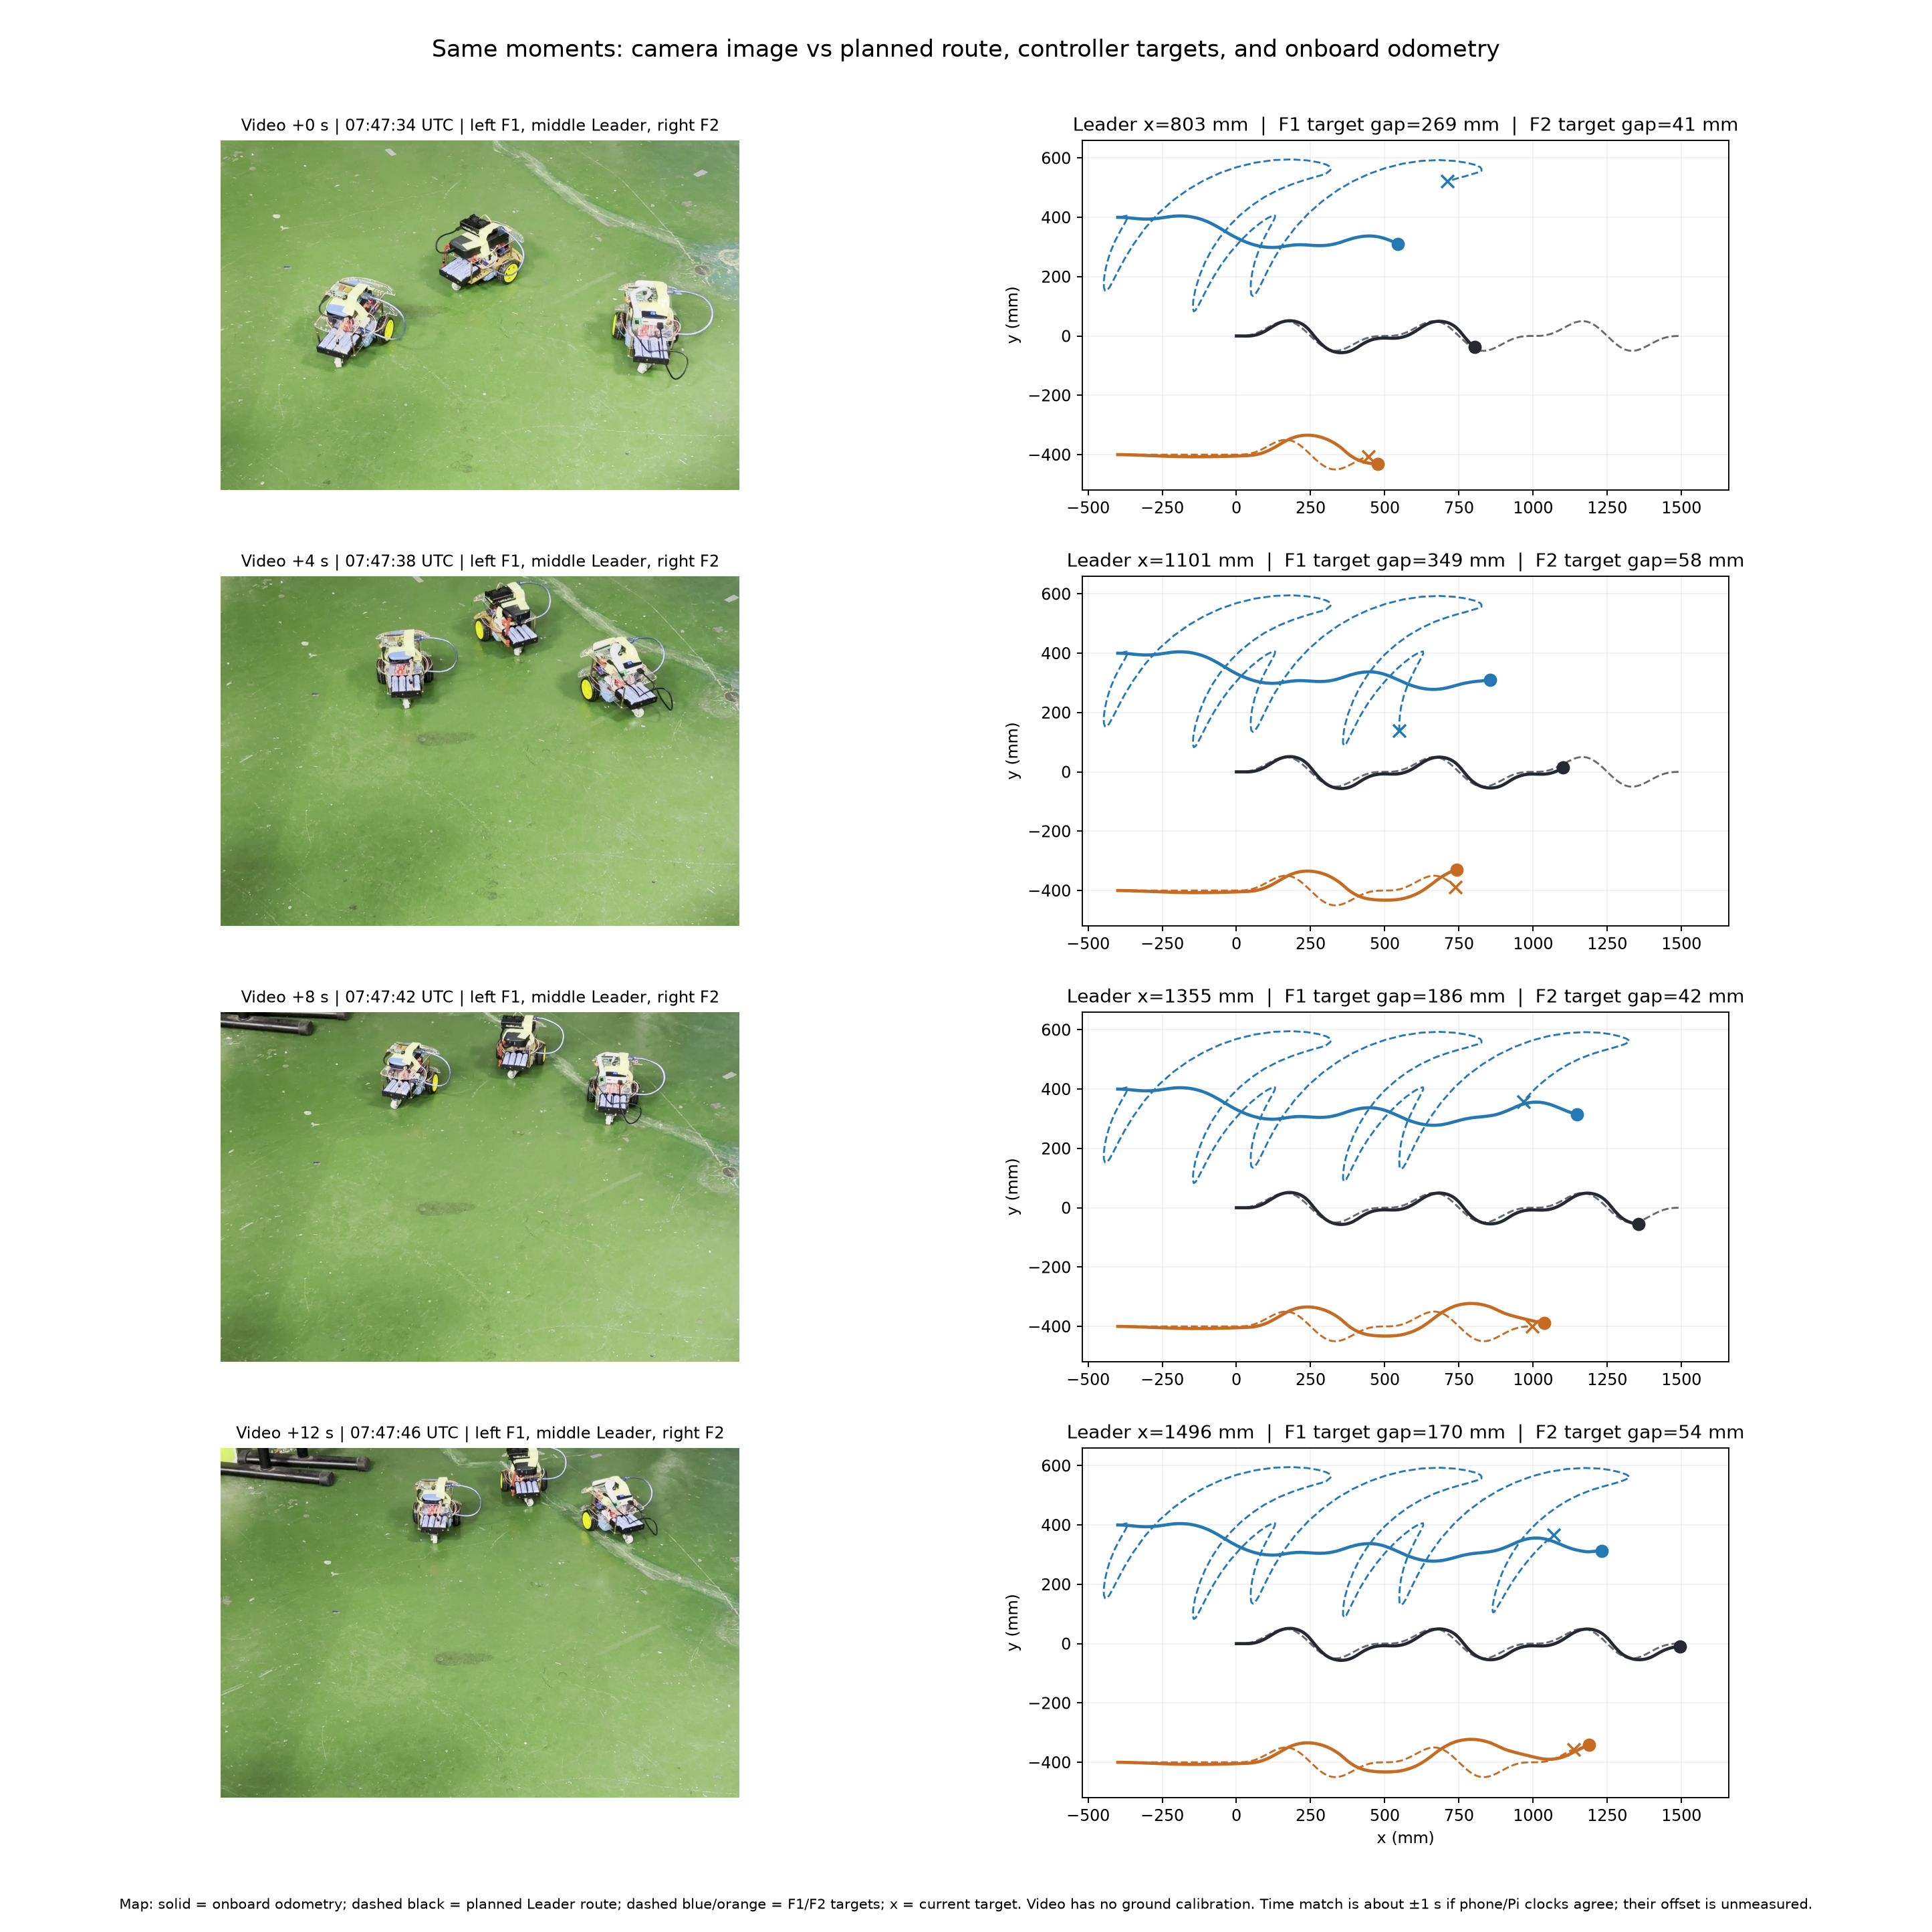 Same moments: camera image vs planned route, controller targets, and onboard odometry
Video +0 s | 07:47:34 UTC | left F1, middle Leader, right F2
Leader x=803 mm | F1 target gap=269 mm | F2 target gap=41 mm
y (mm)
600
400
200
0
−200
−400
−500 −250 0 250 500 750 1000 1250 1500
Video +4 s | 07:47:38 UTC | left F1, middle Leader, right F2
Leader x=1101 mm | F1 target gap=349 mm | F2 target gap=58 mm
y (mm)
600
400
200
0
−200
−400
−500 −250 0 250 500 750 1000 1250 1500
Video +8 s | 07:47:42 UTC | left F1, middle Leader, right F2
Leader x=1355 mm | F1 target gap=186 mm | F2 target gap=42 mm
y (mm)
600
400
200
0
−200
−400
−500 −250 0 250 500 750 1000 1250 1500
Video +12 s | 07:47:46 UTC | left F1, middle Leader, right F2
Leader x=1496 mm | F1 target gap=170 mm | F2 target gap=54 mm
y (mm)
600
400
200
0
−200
−400
−500 −250 0 250 500 750 1000 1250 1500
x (mm)
Map: solid = onboard odometry; dashed black = planned Leader route; dashed blue/orange = F1/F2 targets; x = current target. Video has no ground calibration. Time match is about ±1 s if phone/Pi clocks agree; their offset is unmeasured.